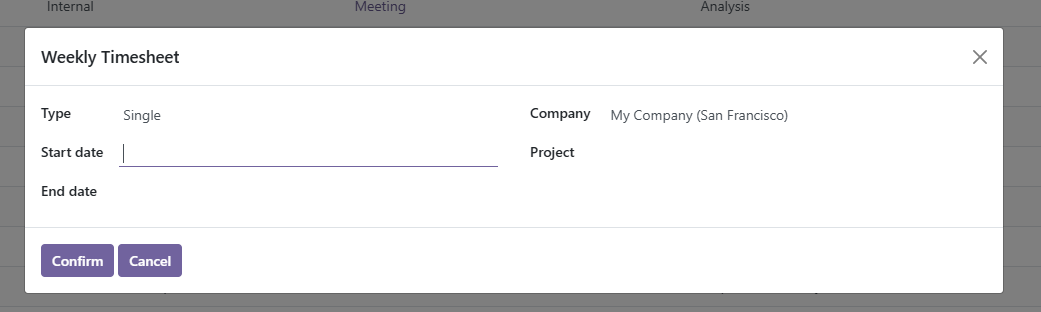 Internal Meeting Analysis
Weekly Timesheet
Type Single Company My Company (San Francisco)
Start date Project
End date
Confirm Cancel